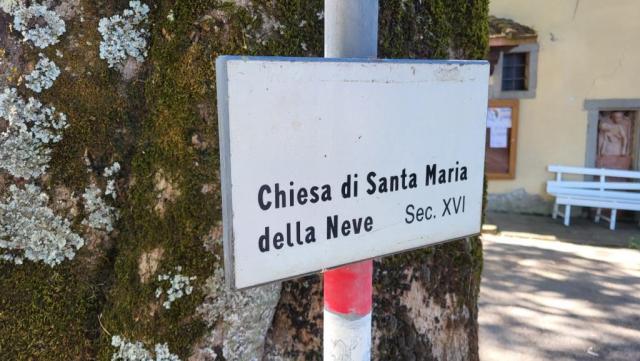 Chiesa di Santa Maria
della Neve Sec. XVI